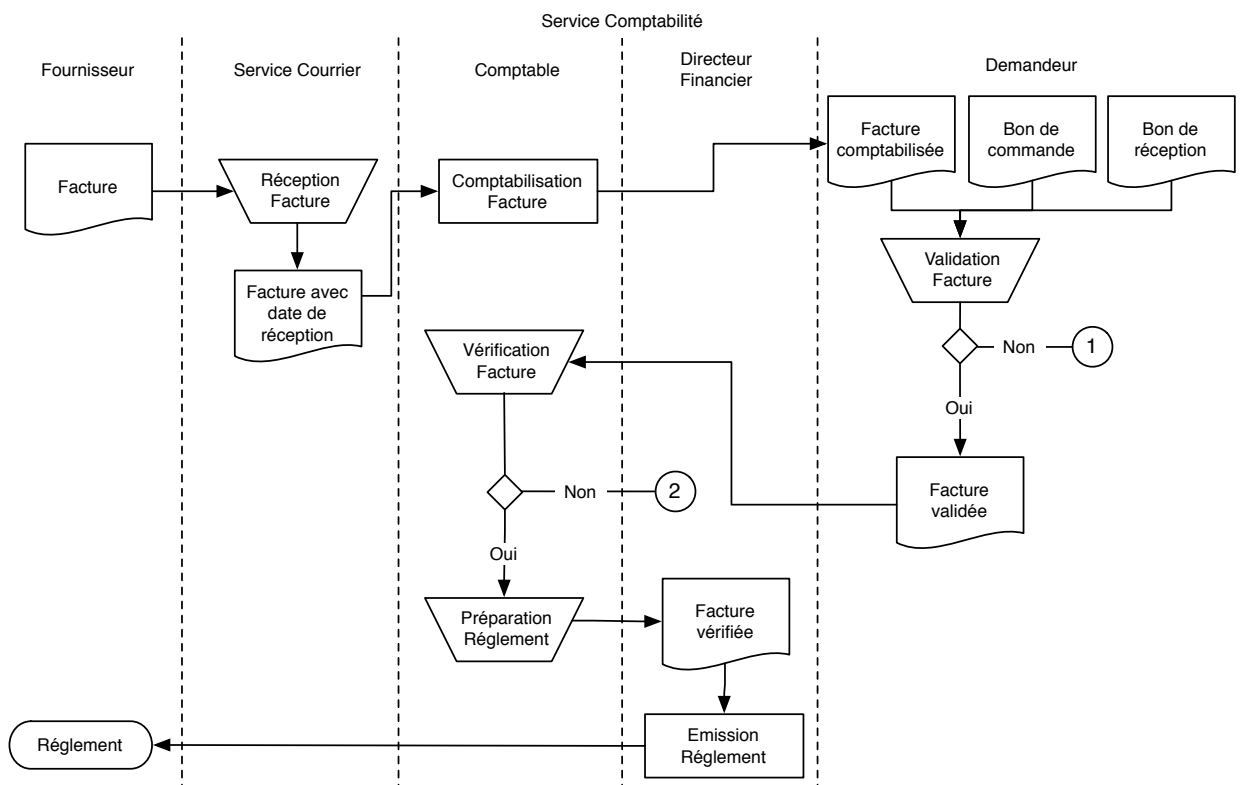 Service Comptabilité
Fournisseur
Service Courrier
Comptable
Directeur
Financier
Demandeur
Facture
Réception
Facture
Facture avec
date de
réception
Comptabilisation
Facture
Facture
comptabilisée
Bon de
commande
Bon de
réception
Validation
Facture
Non
1
Oui
Facture
validée
Vérification
Facture
Non
2
Oui
Préparation
Réglement
Facture
vérifiée
Emission
Réglement
Réglement